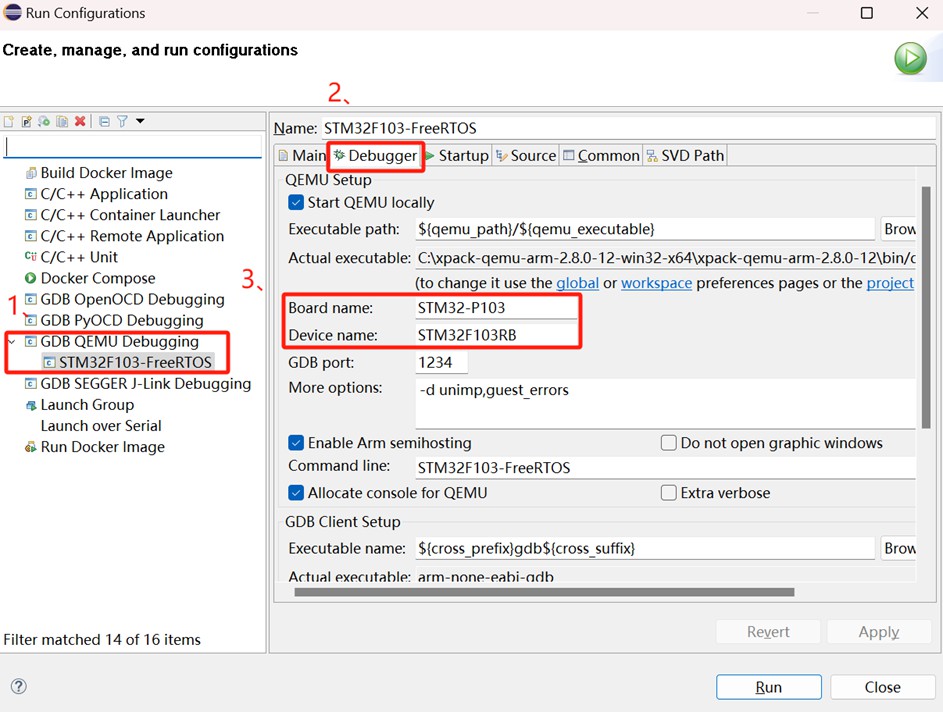 Run Configurations
Create, manage, and run configurations
2、
Name: STM32F103-FreeRTOS
Main Debugger Startup Source Common SVD Path
Build Docker Image
C/C++ Application
C/C++ Container Launcher
C/C++ Remote Application
C/C++ Unit
Docker Compose
GDB OpenOCD Debugging
1、
GDB PyOCD Debugging
GDB QEMU Debugging
STM32F103-FreeRTOS
GDB SEGGER J-Link Debugging
Launch Group
Launch over Serial
Run Docker Image
Filter matched 14 of 16 items
QEMU Setup
Start QEMU locally
Executable path: ${qemu_path}/${qemu_executable} Brow
Actual executable: C:\xpack-qemu-arm-2.8.0-12-win32-x64\xpack-qemu-arm-2.8.0-12\bin/
(to change it use the global or workspace preferences pages or the project
3、
Board name: STM32-P103
Device name: STM32F103RB
GDB port: 1234
More options: -d unimp,guest_errors
Enable Arm semihosting Do not open graphic windows
Command line: STM32F103-FreeRTOS
Allocate console for QEMU Extra verbose
GDB Client Setup
Executable name: ${cross_prefix}gdb${cross_suffix} Brow
Actual executable: arm-none-eabi-gdb
Revert Apply
Run Close